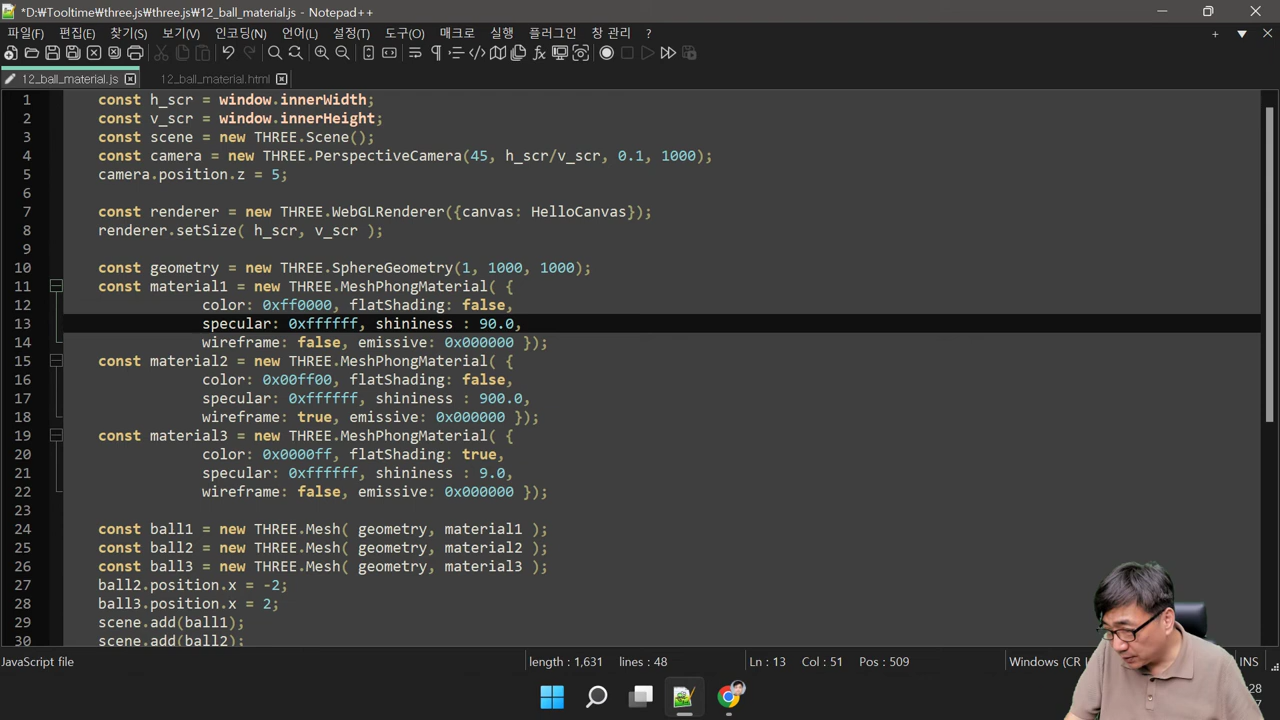 *D:₩Tooltime₩three.js₩three.js₩12_ball_material.js - Notepad++
파일(F) 편집(E) 찾기(S) 보기(V) 인코딩(N) 언어(L) 설정(T) 도구(O) 매크로 실행 플러그인 창 관리 ?
12_ball_material.js 12_ball_material.html
1 const h_scr = window.innerWidth;
2 const v_scr = window.innerHeight;
3 const scene = new THREE.Scene();
4 const camera = new THREE.PerspectiveCamera(45, h_scr/v_scr, 0.1, 1000);
5 camera.position.z = 5;
6
7 const renderer = new THREE.WebGLRenderer({canvas: HelloCanvas});
8 renderer.setSize( h_scr, v_scr );
9
10 const geometry = new THREE.SphereGeometry(1, 1000, 1000);
11 const material1 = new THREE.MeshPhongMaterial( {
12 color: 0xff0000, flatShading: false,
13 specular: 0xffffff, shininess : 90.0,
14 wireframe: false, emissive: 0x000000 });
15 const material2 = new THREE.MeshPhongMaterial( {
16 color: 0x00ff00, flatShading: false,
17 specular: 0xffffff, shininess : 900.0,
18 wireframe: true, emissive: 0x000000 });
19 const material3 = new THREE.MeshPhongMaterial( {
20 color: 0x0000ff, flatShading: true,
21 specular: 0xffffff, shininess : 9.0,
22 wireframe: false, emissive: 0x000000 });
23
24 const ball1 = new THREE.Mesh( geometry, material1 );
25 const ball2 = new THREE.Mesh( geometry, material2 );
26 const ball3 = new THREE.Mesh( geometry, material3 );
27 ball2.position.x = -2;
28 ball3.position.x = 2;
29 scene.add(ball1);
30 scene.add(ball2);
JavaScript file length : 1,631 lines : 48 Ln : 13 Col : 51 Pos : 509 Windows (CR INS